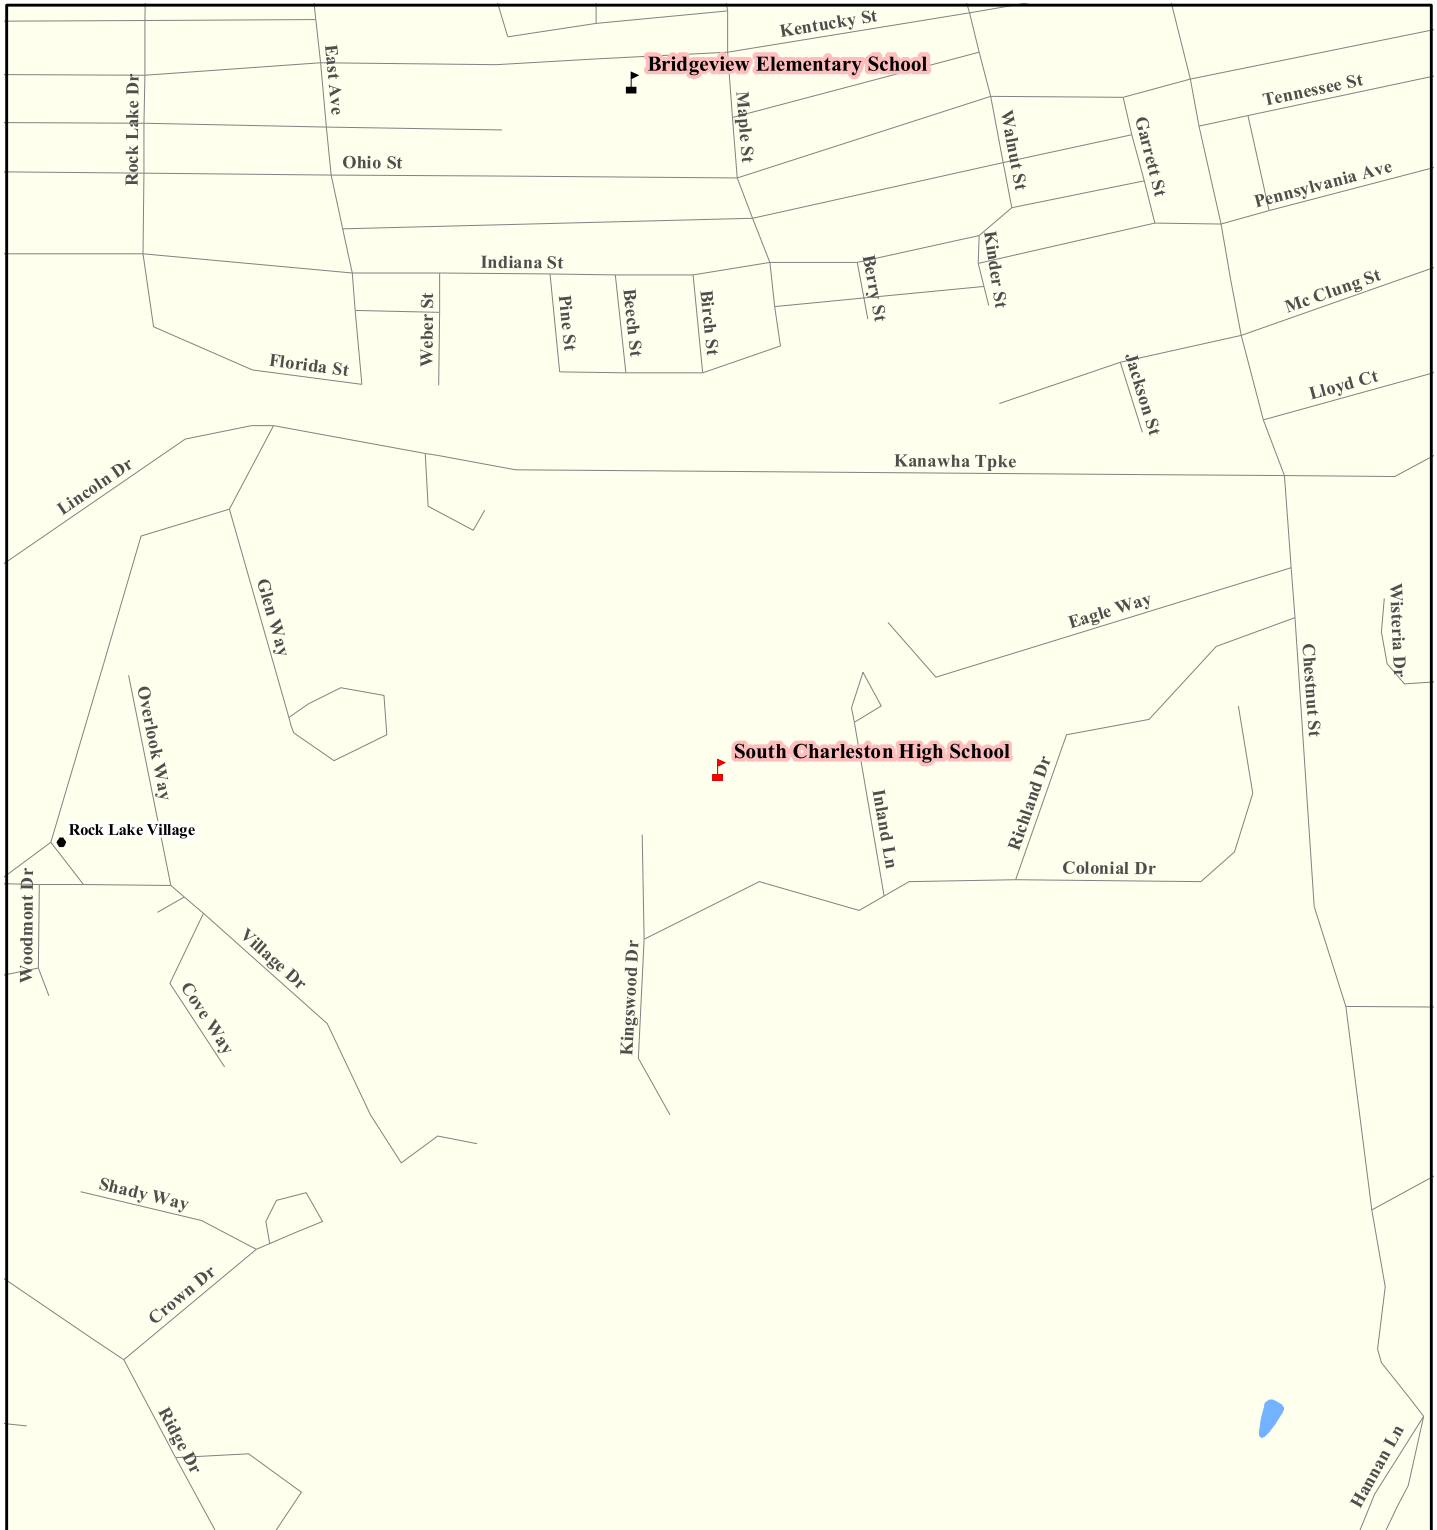 Kentucky St
Bridgeview Elementary School
East Ave
Rock Lake Dr
Maple St
Tennessee St
Walnut St
Garrett St
Ohio St
Pennsylvania Ave
Indiana St
Kinder St
Berry St
Mc Clung St
Weber St
Pine St
Beech St
Birch St
Florida St
Jackson St
Lloyd Ct
Lincoln Dr
Kanawha Tpke
Glen Way
Eagle Way
Wisteria Dr
Chestnut St
Overlook Way
South Charleston High School
Richland Dr
Inland Ln
Rock Lake Village
Colonial Dr
Woodmont Dr
Village Dr
Kingswood Dr
Cove Way
Shady Way
Crown Dr
Ridge Dr
Hannan Ln